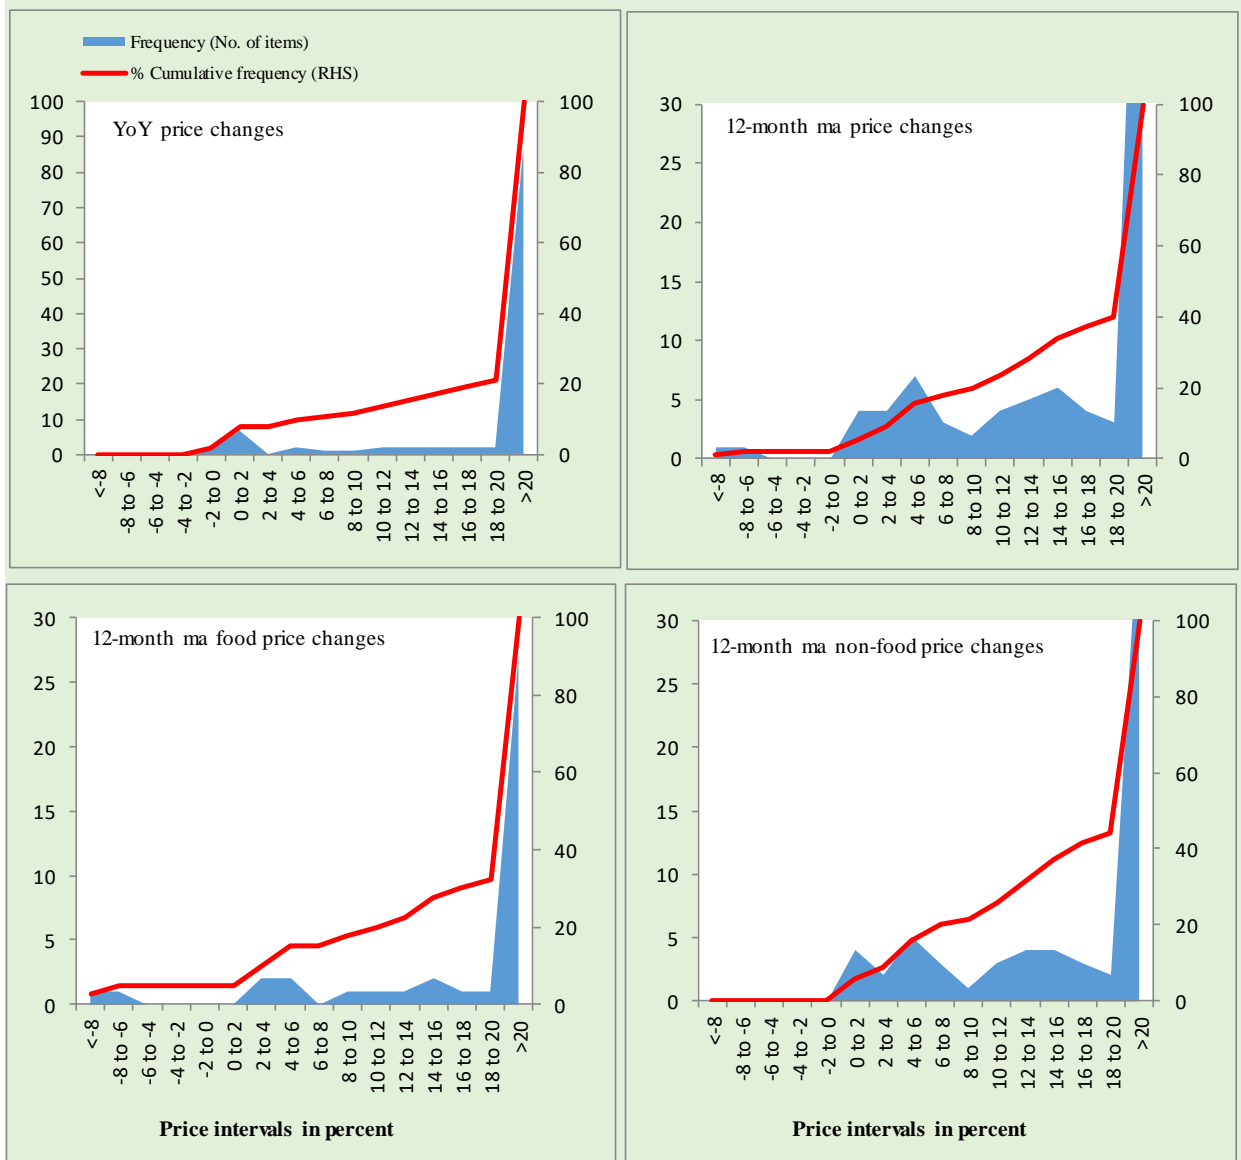 Frequency (No. of items)
% Cumulative frequency (RHS)
YoY price changes
100
90
80
70
60
50
40
30
20
10
0
100
80
60
40
20
0
<-8
-8 to -6
-6 to -4
-4 to -2
-2 to 0
0 to 2
2 to 4
4 to 6
6 to 8
8 to 10
10 to 12
12 to 14
14 to 16
16 to 18
18 to 20
>20
12-month ma price changes
30
25
20
15
10
5
0
100
80
60
40
20
0
<-8
-8 to -6
-6 to -4
-4 to -2
-2 to 0
0 to 2
2 to 4
4 to 6
6 to 8
8 to 10
10 to 12
12 to 14
14 to 16
16 to 18
18 to 20
>20
12-month ma food price changes
30
25
20
15
10
5
0
100
80
60
40
20
0
<-8
-8 to -6
-6 to -4
-4 to -2
-2 to 0
0 to 2
2 to 4
4 to 6
6 to 8
8 to 10
10 to 12
12 to 14
14 to 16
16 to 18
18 to 20
>20
Price intervals in percent
12-month ma non-food price changes
30
25
20
15
10
5
0
100
80
60
40
20
0
<-8
-8 to -6
-6 to -4
-4 to -2
-2 to 0
0 to 2
2 to 4
4 to 6
6 to 8
8 to 10
10 to 12
12 to 14
14 to 16
16 to 18
18 to 20
>20
Price intervals in percent